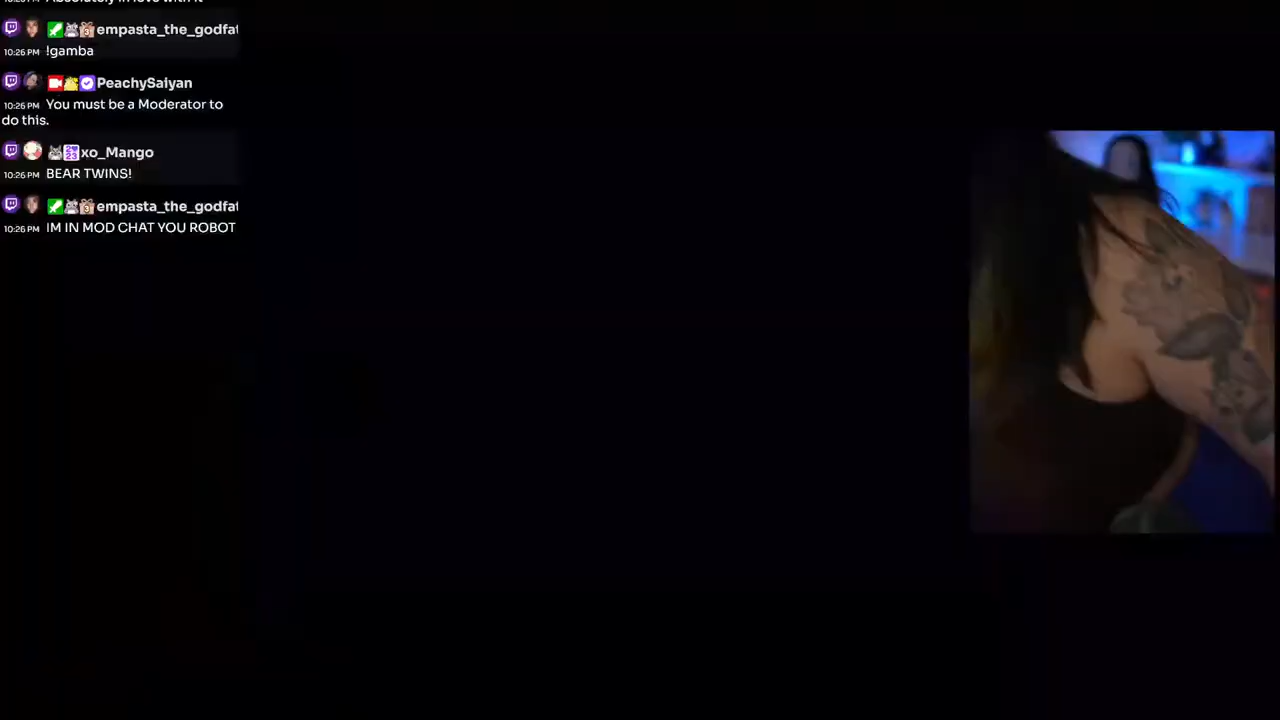 empasta_the_godfat
10:26 PM !gamba
PeachySaiyan
10:26 PM You must be a Moderator to
do this.
xo_Mango
10:26 PM BEAR TWINS!
empasta_the_godfat
10:26 PM IM IN MOD CHAT YOU ROBOT